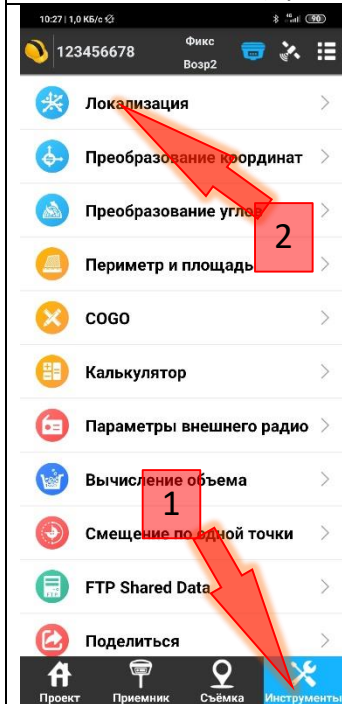 10:27 | 1,0 КБ/с
4G 90
123456678
Фикс
Возр2
Локализация
Преобразование координат
Преобразование углов
2
Периметр и площадь
COGO
Калькулятор
Параметры внешнего радио
Вычисление объема
1
Смещение по одной точки
FTP Shared Data
Поделиться
Проект Приемник Съёмка Инструменты